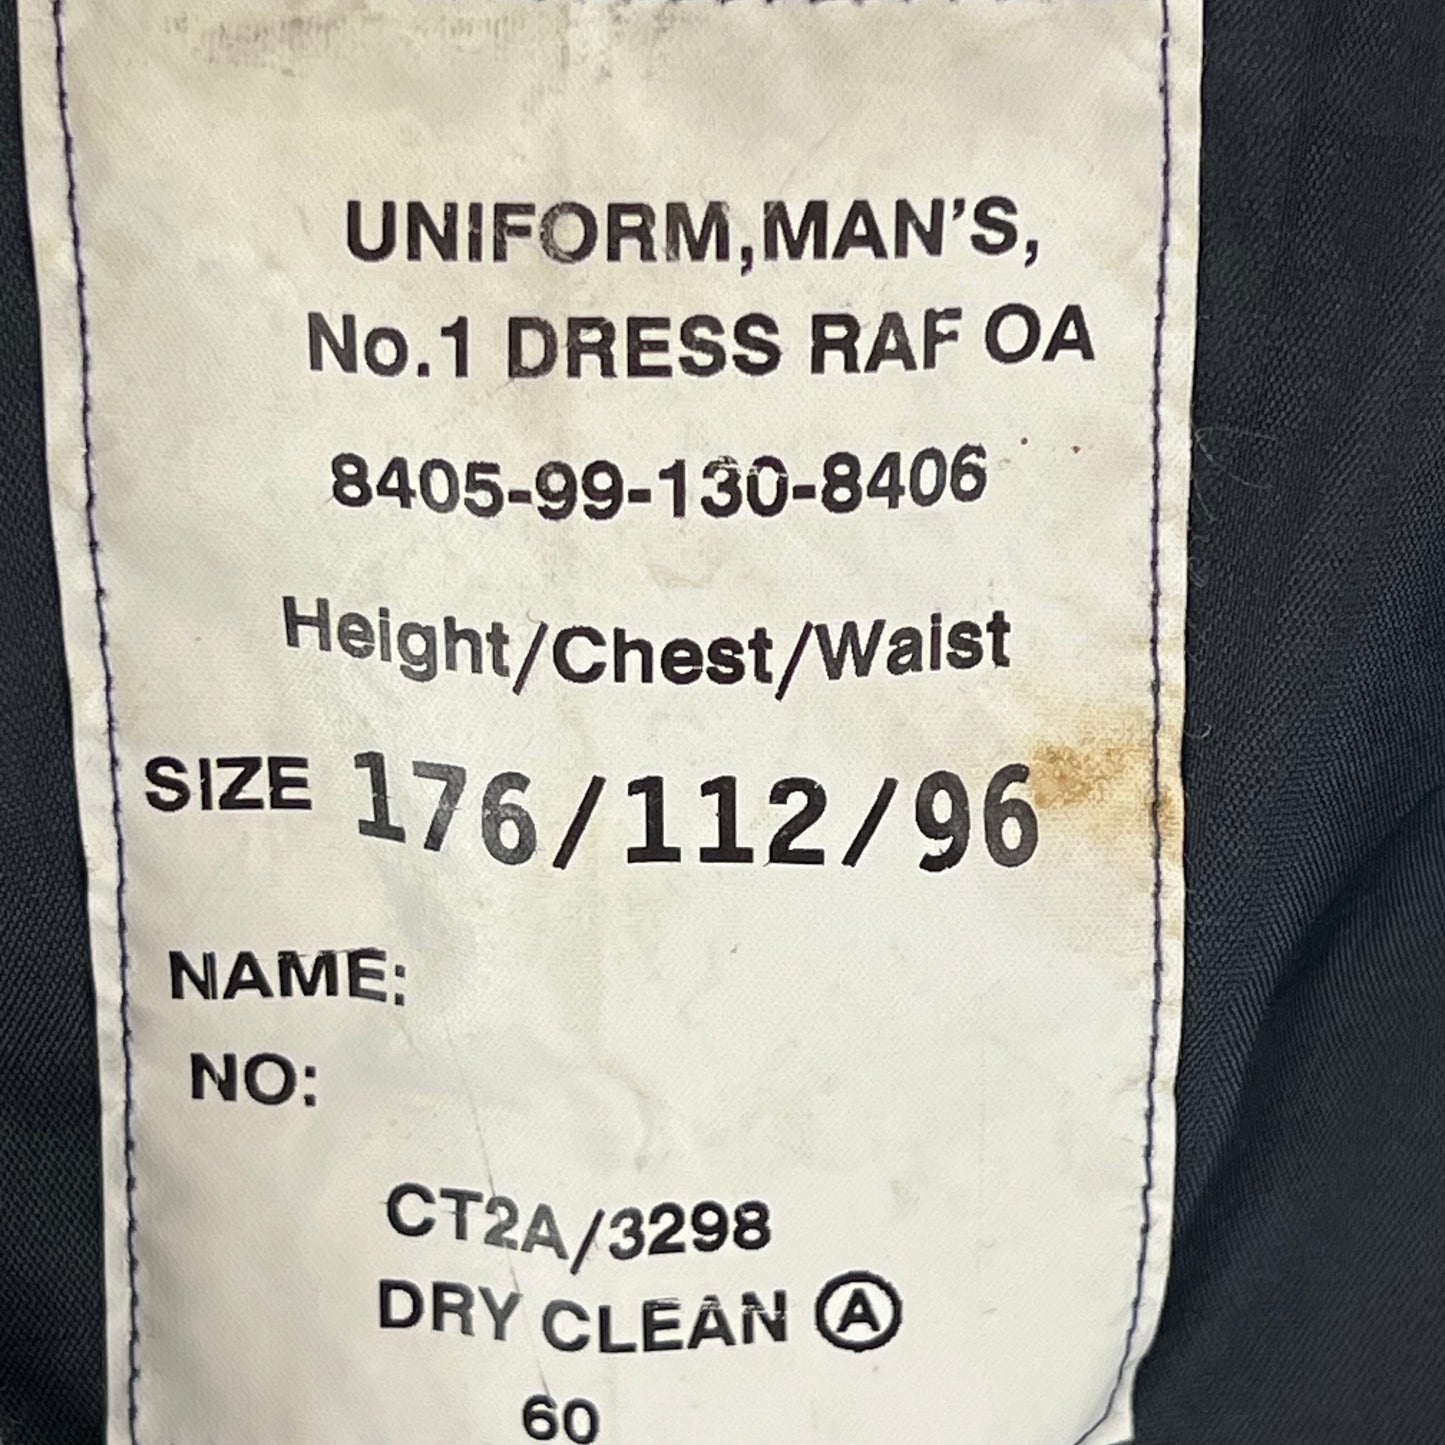 UNIFORM,MAN'S,
No.1 DRESS RAF OA
8405-99-130-8406
Height/Chest/Waist
SIZE 176/112/96
NAME:
NO:
CT2A/3298
DRY CLEAN Ⓐ
60